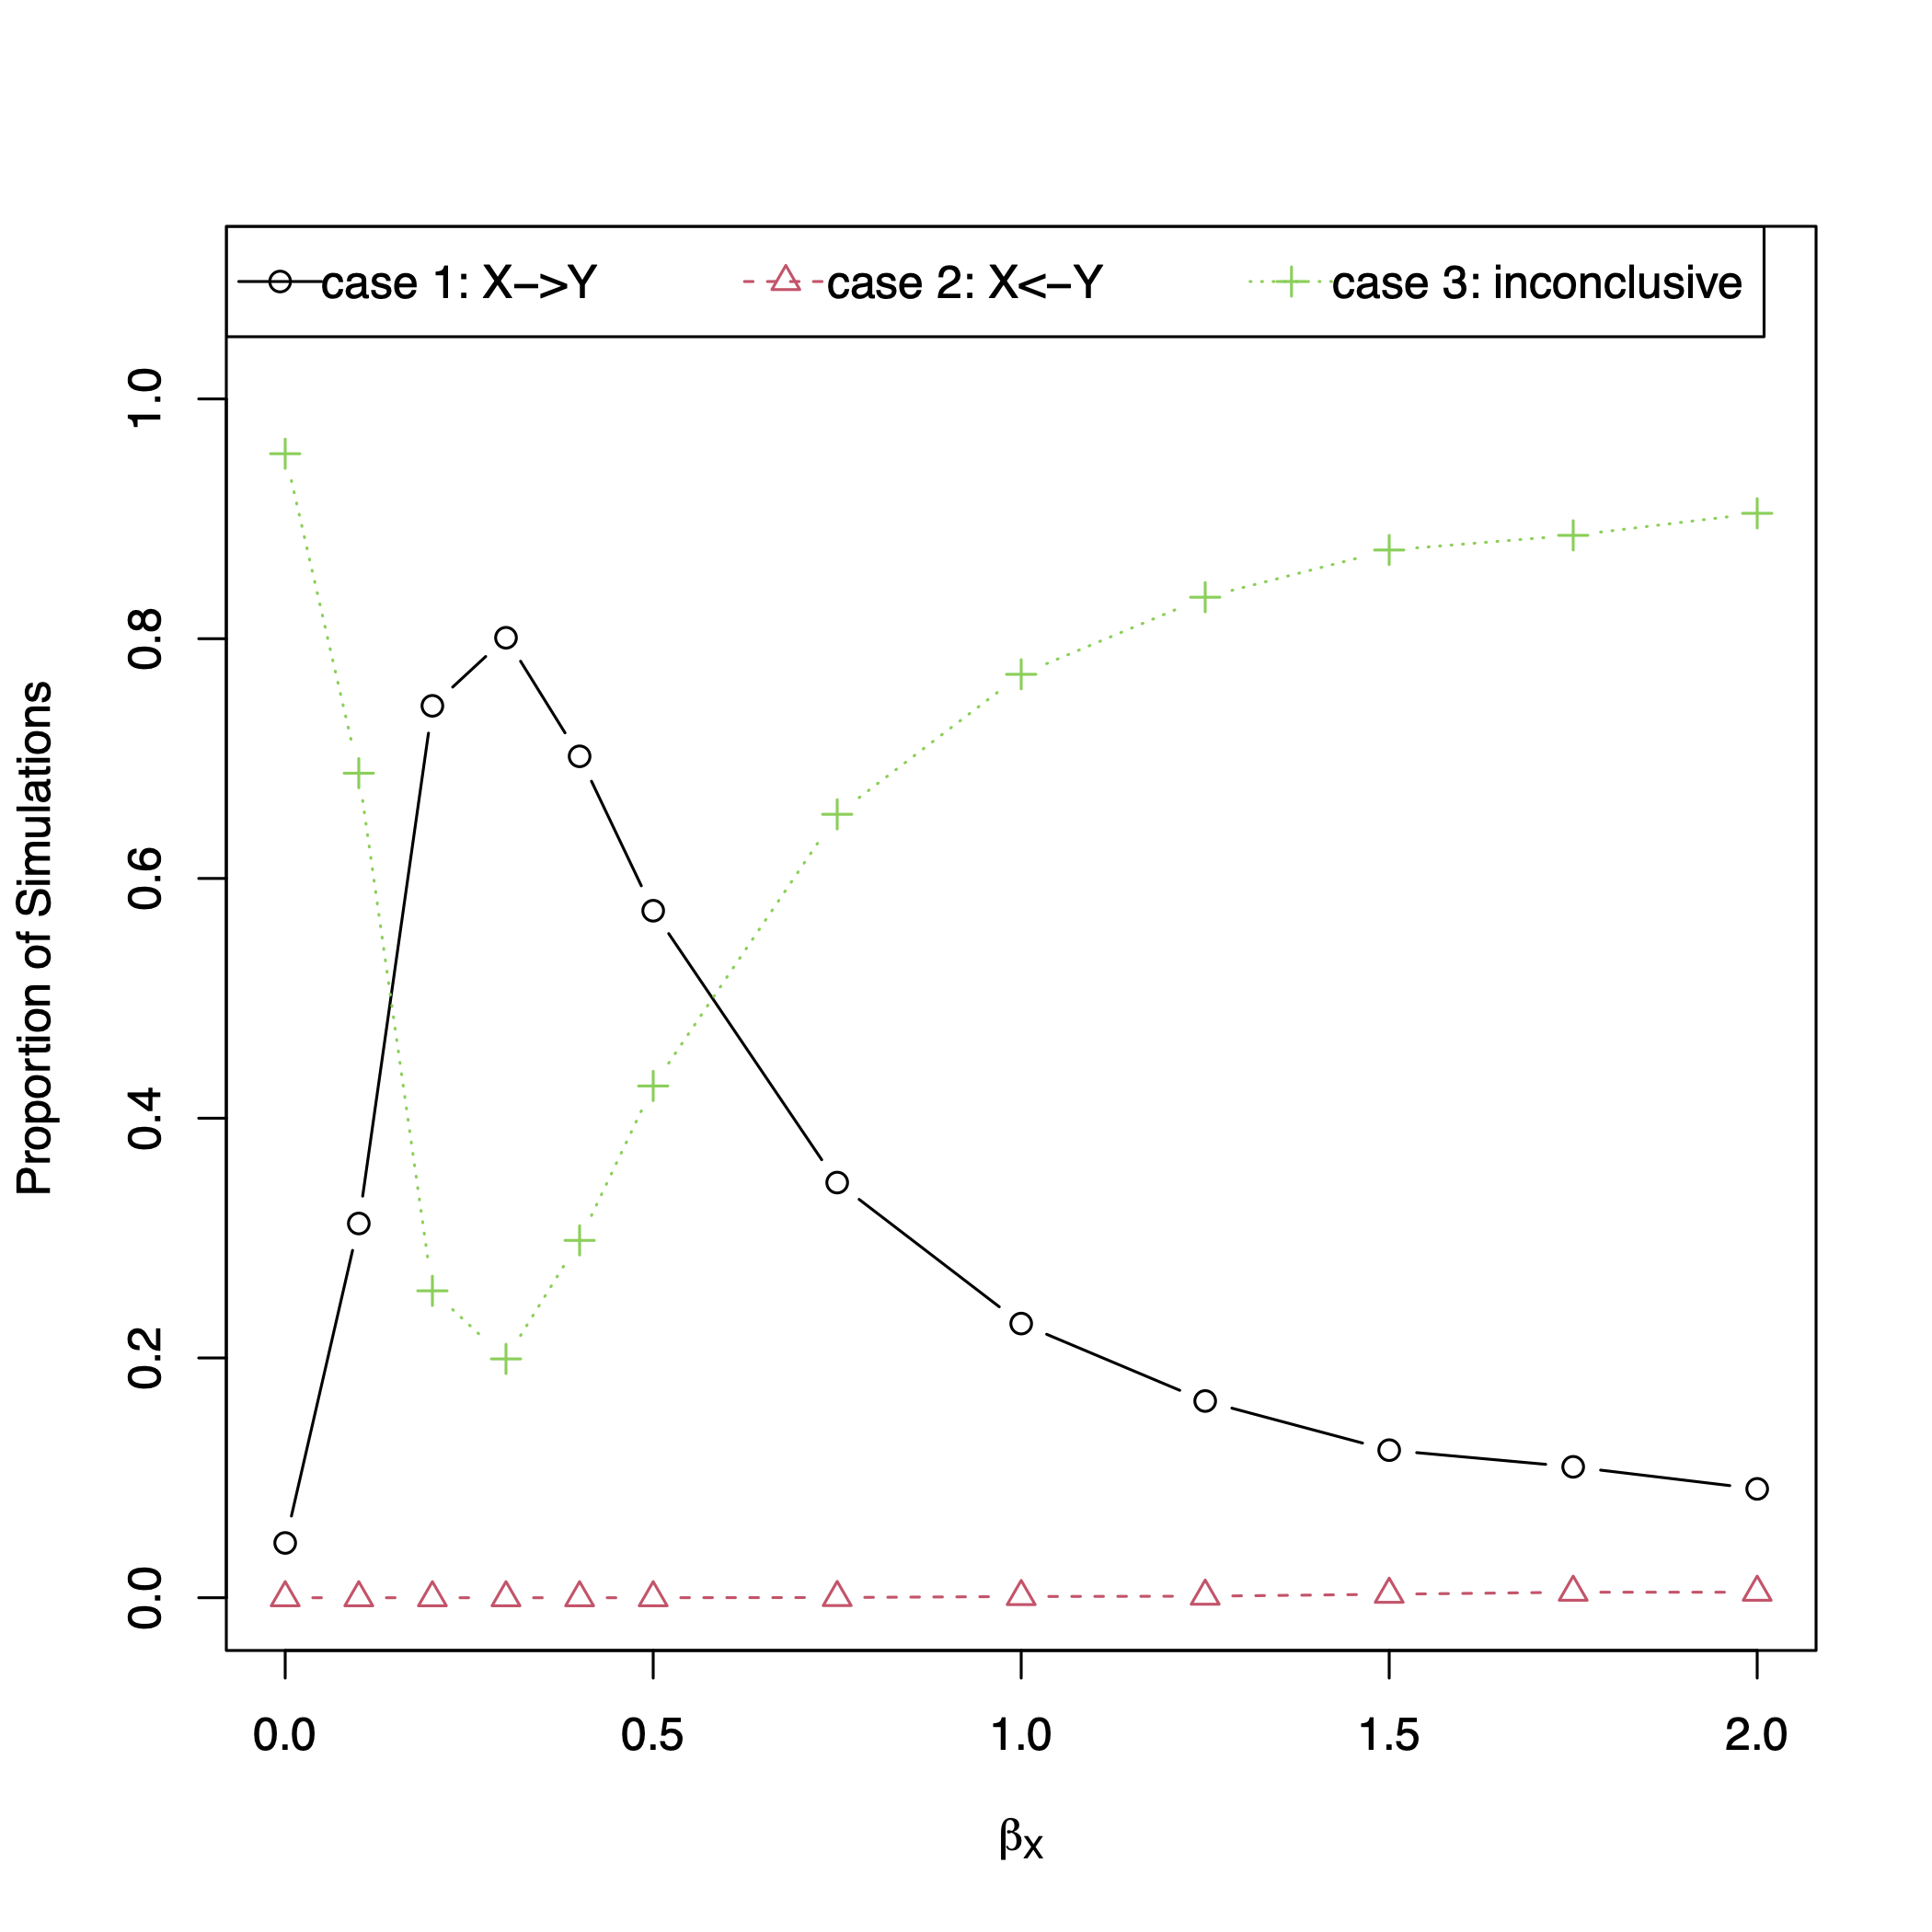 case 1: X−>Y
case 2: X<−Y
case 3: inconclusive
Proportion of Simulations
1.0
0.8
0.6
0.4
0.2
0.0
0.0 0.5 1.0 1.5 2.0
βX